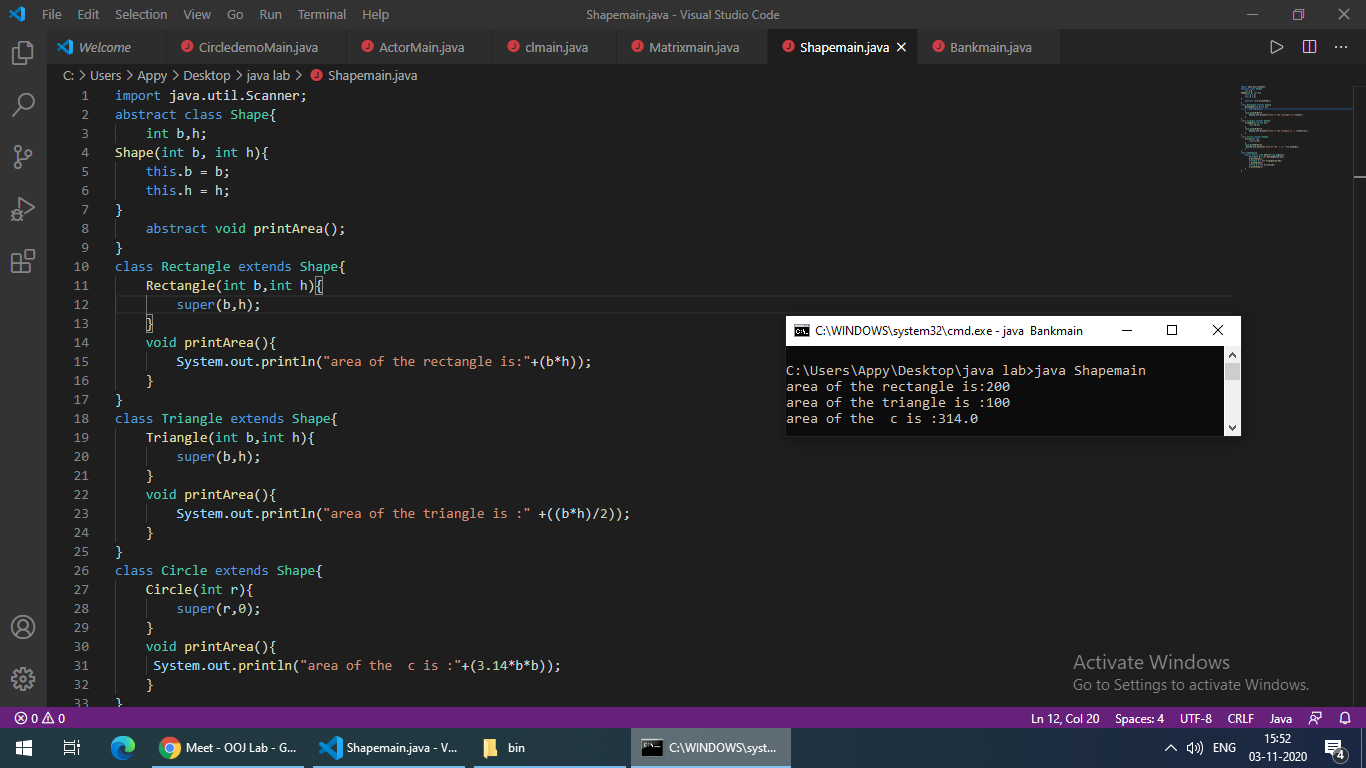 File Edit Selection View Go Run Terminal Help Shapemain.java - Visual Studio Code
Welcome CircledemoMain.java ActorMain.java clmain.java Matrixmain.java Shapemain.java Bankmain.java
C: > Users > Appy > Desktop > java lab > Shapemain.java
1 import java.util.Scanner;
2 abstract class Shape{
3 int b,h;
4 Shape(int b, int h){
5 this.b = b;
6 this.h = h;
7 }
8 abstract void printArea();
9 }
10 class Rectangle extends Shape{
11 Rectangle(int b,int h){
12 super(b,h);
13 }
14 void printArea(){
15 System.out.println("area of the rectangle is:"+(b*h));
16 }
17 }
18 class Triangle extends Shape{
19 Triangle(int b,int h){
20 super(b,h);
21 }
22 void printArea(){
23 System.out.println("area of the triangle is :" +((b*h)/2));
24 }
25 }
26 class Circle extends Shape{
27 Circle(int r){
28 super(r,0);
29 }
30 void printArea(){
31 System.out.println("area of the  c is :"+(3.14*b*b));
32 }
33 }
C:\WINDOWS\system32\cmd.exe - java Bankmain
C:\Users\Appy\Desktop\java lab>java Shapemain
area of the rectangle is:200
area of the triangle is :100
area of the  c is :314.0
Activate Windows
Go to Settings to activate Windows.
0 0 Ln 12, Col 20 Spaces: 4 UTF-8 CRLF Java
Meet - OOJ Lab - G... Shapemain.java - V... bin C:\WINDOWS\syst... ENG 15:52
03-11-2020 4